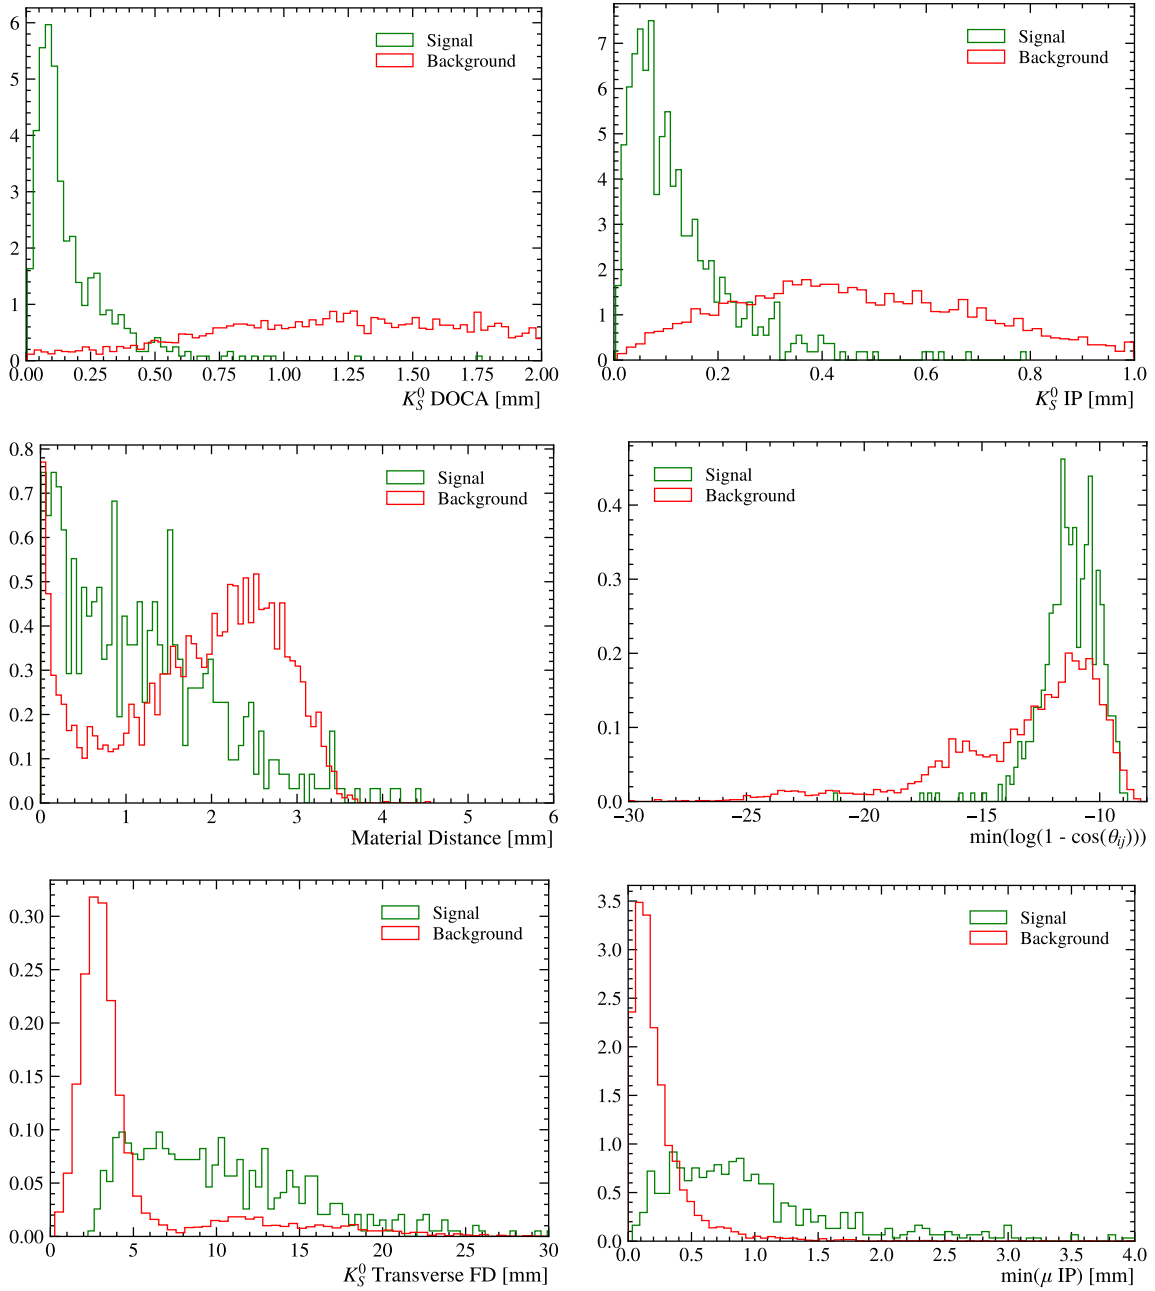 6
5
4
3
2
1
0
Signal
Background
0.00 0.25 0.50 0.75 1.00 1.25 1.50 1.75 2.00
K_S^0 DOCA [mm]
7
6
5
4
3
2
1
0
Signal
Background
0.0 0.2 0.4 0.6 0.8 1.0
K_S^0 IP [mm]
0.8
0.7
0.6
0.5
0.4
0.3
0.2
0.1
0.0
Signal
Background
0 1 2 3 4 5 6
Material Distance [mm]
0.4
0.3
0.2
0.1
0.0
Signal
Background
−30 −25 −20 −15 −10
min(log(1 - cos(θ_ij)))
0.30
0.25
0.20
0.15
0.10
0.05
0.00
Signal
Background
0 5 10 15 20 25 30
K_S^0 Transverse FD [mm]
3.5
3.0
2.5
2.0
1.5
1.0
0.5
0.0
Signal
Background
0.0 0.5 1.0 1.5 2.0 2.5 3.0 3.5 4.0
min(μ IP) [mm]